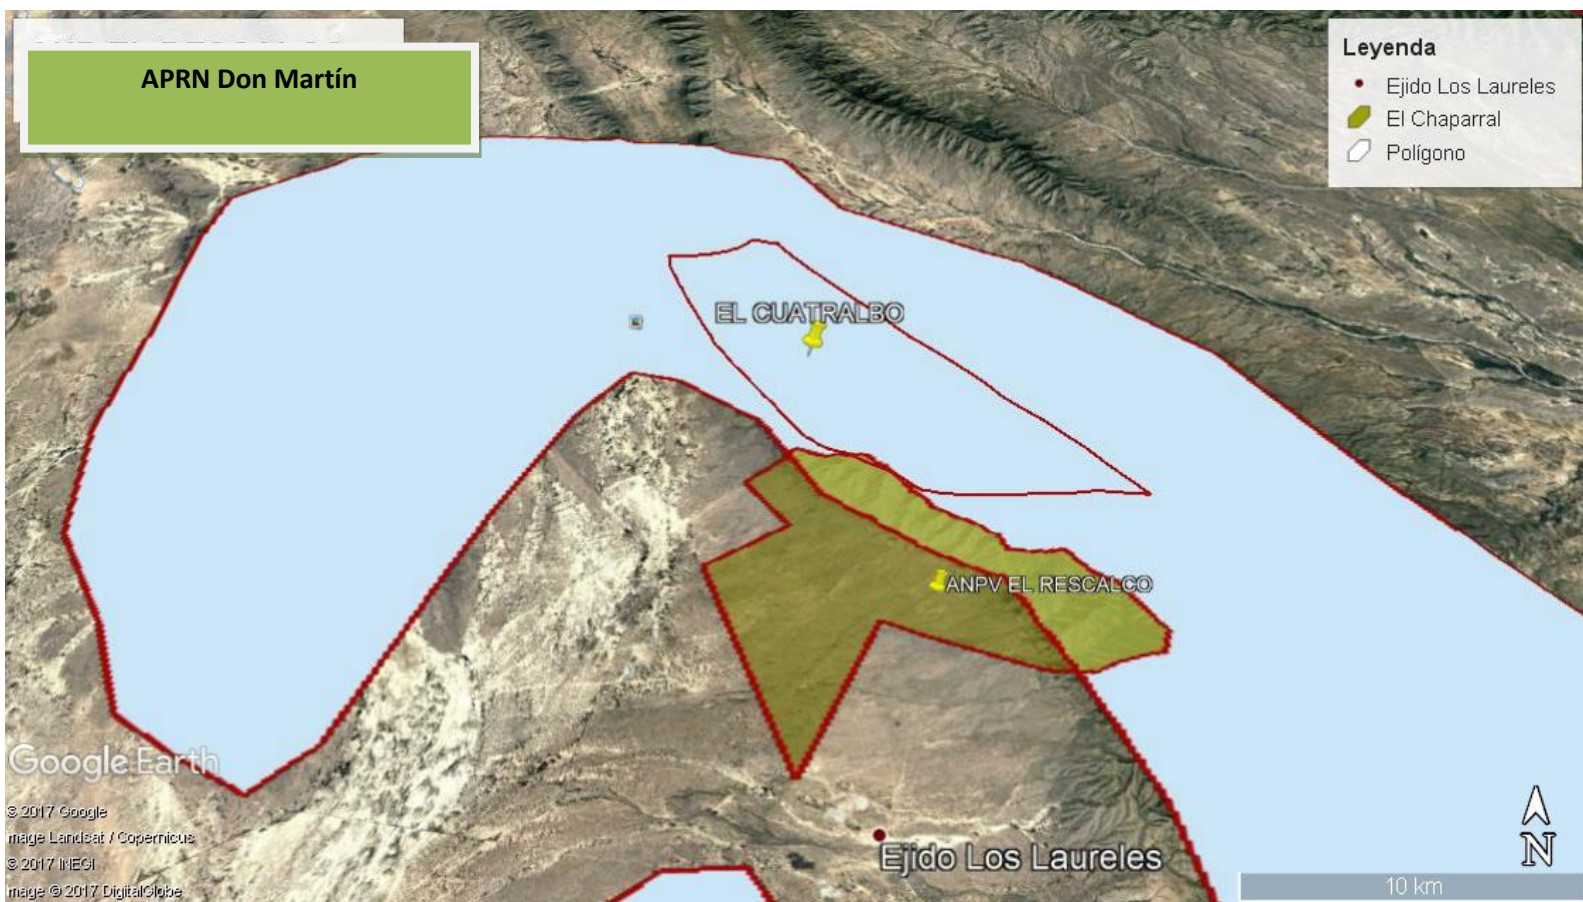 APRN Don Martín
Leyenda
Ejido Los Laureles
El Chaparral
Polígono
EL CUATRALBO
ANPV EL RESCALCO
Ejido Los Laureles
Google Earth
© 2017 Google
mage Landsat / Copernicus
© 2017 INEGI
mage © 2017 DigitalGlobe
N
10 km